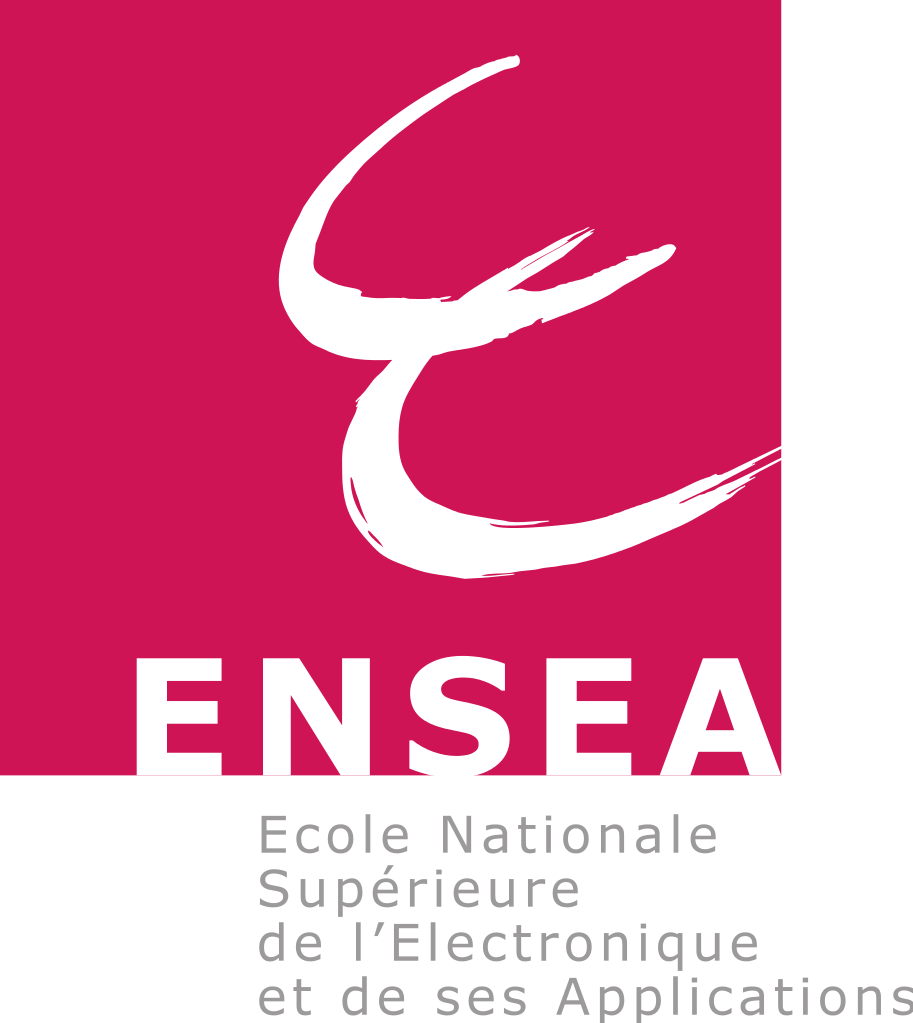 ENSEA
Ecole Nationale
Supérieure
de l’Electronique
et de ses Applications